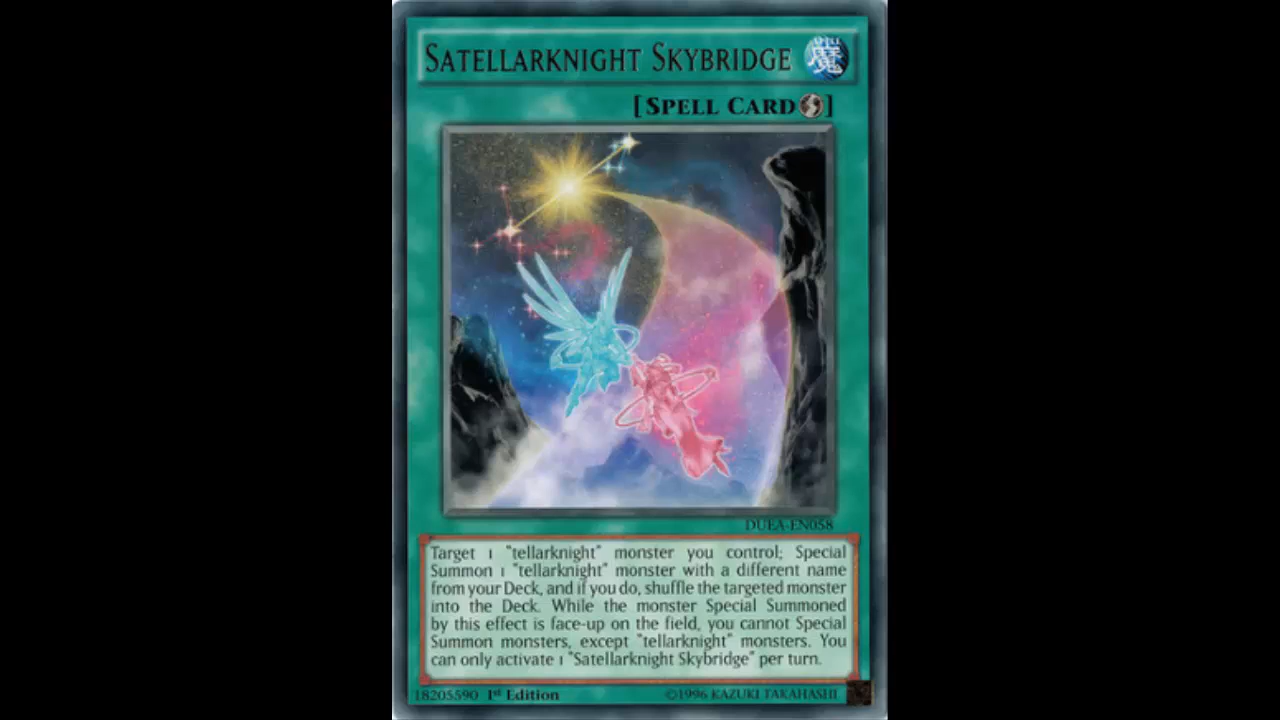 SATELLARKNIGHT SKYBRIDGE
SPELL
魔
[SPELL CARD]
DUEA-EN058
Target 1 "tellarknight" monster you control; Special
Summon 1 "tellarknight" monster with a different name
from your Deck, and if you do, shuffle the targeted monster
into the Deck. While the monster Special Summoned
by this effect is face-up on the field, you cannot Special
Summon monsters, except "tellarknight" monsters. You
can only activate 1 "Satellarknight Skybridge" per turn.
18205590 1st Edition
©1996 KAZUKI TAKAHASHI